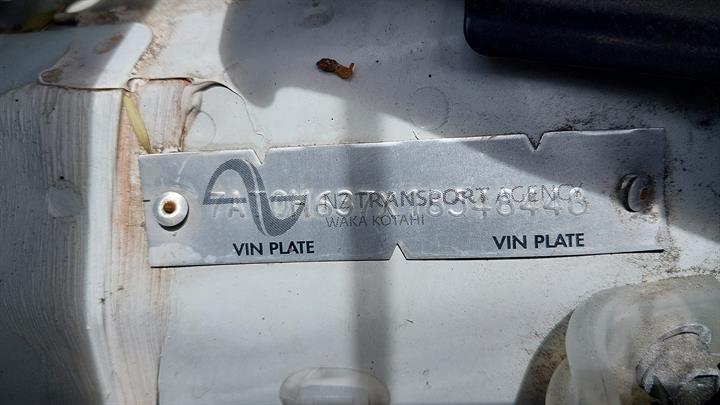 NZ TRANSPORT AGENCY
WAKA KOTAHI
VIN PLATE VIN PLATE